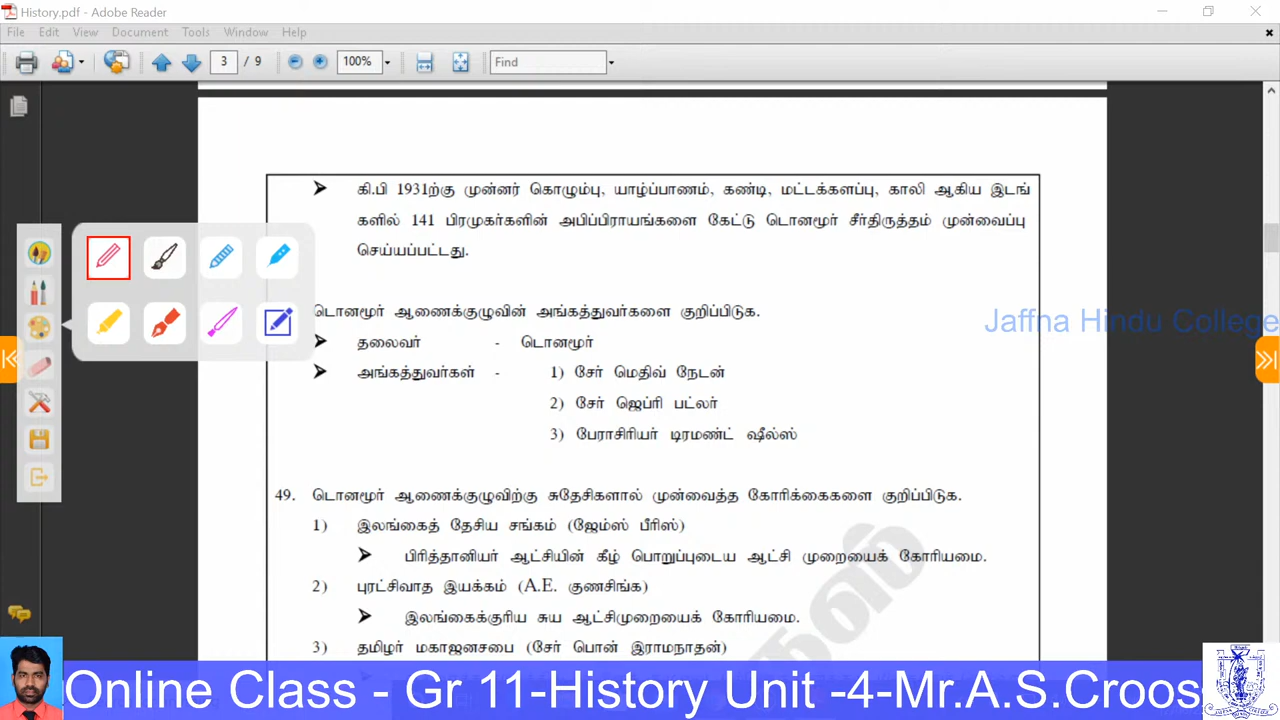 History.pdf - Adobe Reader
File Edit View Document Tools Window Help
3 / 9 100% Find
கி.பி 1931ற்கு முன்னர் கொழும்பு, யாழ்ப்பாணம், கண்டி, மட்டக்களப்பு, காலி ஆகிய இடங்
களில் 141 பிரமுகர்களின் அபிப்பிராயங்களை கேட்டு டொனமூர் சீர்திருத்தம் முன்வைப்பு
செய்யப்பட்டது.
டொனமூர் ஆணைக்குழுவின் அங்கத்துவர்களை குறிப்பிடுக.
Jaffna Hindu College
தலைவர் - டொனமூர்
அங்கத்துவர்கள் - 1) சேர் மெதிவ் நேடன்
2) சேர் ஜெப்ரி பட்லர்
3) பேராசிரியர் டிரமண்ட் ஷீல்ஸ்
49. டொனமூர் ஆணைக்குழுவிற்கு சுதேசிகளால் முன்வைத்த கோரிக்கைகளை குறிப்பிடுக.
1) இலங்கைத் தேசிய சங்கம் (ஜேம்ஸ் பீரிஸ்)
பிரித்தானியர் ஆட்சியின் கீழ் பொறுப்புடைய ஆட்சி முறையைக் கோரியமை.
2) புரட்சிவாத இயக்கம் (A.E. குணசிங்க)
இலங்கைக்குரிய சுய ஆட்சிமுறையைக் கோரியமை.
3) தமிழர் மகாஜனசபை (சேர் பொன் இராமநாதன்)
Online Class - Gr 11-History Unit -4-Mr.A.S.Croos